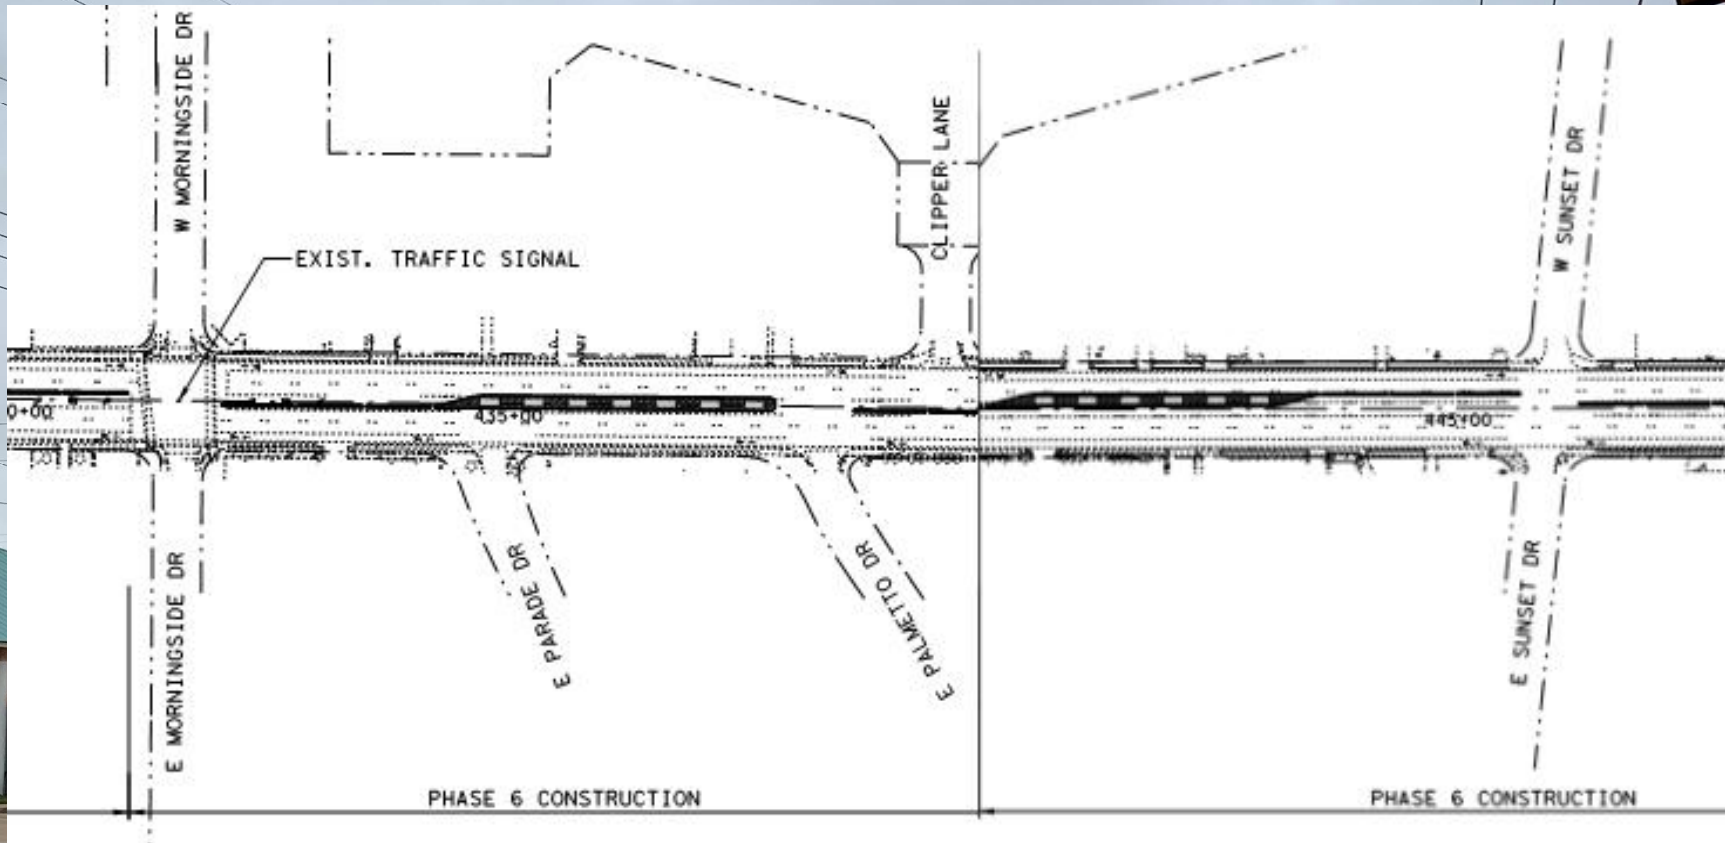 W MORNINGSIDE DR
CLIPPER LANE
W SUNSET DR
EXIST. TRAFFIC SIGNAL
0+00
435+00
445+00
E MORNINGSIDE DR
E PARADE DR
E PALMETTO DR
E SUNSET DR
PHASE 6 CONSTRUCTION
PHASE 6 CONSTRUCTION